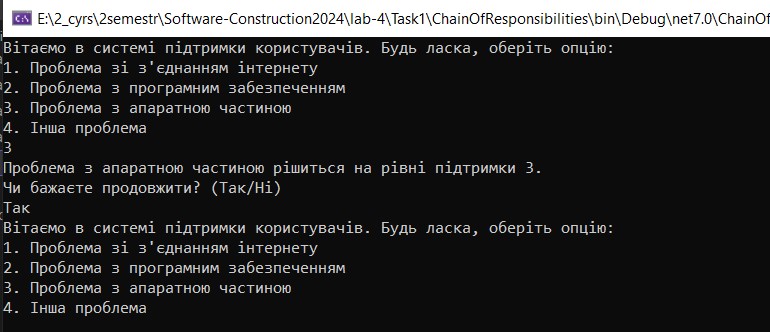 E:\2_cyrs\2semestr\Software-Construction2024\lab-4\Task1\ChainOfResponsibilities\bin\Debug\net7.0\ChainOf
Вітаємо в системі підтримки користувачів. Будь ласка, оберіть опцію:
1. Проблема зі з'єднанням інтернету
2. Проблема з програмним забезпеченням
3. Проблема з апаратною частиною
4. Інша проблема
3
Проблема з апаратною частиною рішиться на рівні підтримки 3.
Чи бажаєте продовжити? (Так/Ні)
Так
Вітаємо в системі підтримки користувачів. Будь ласка, оберіть опцію:
1. Проблема зі з'єднанням інтернету
2. Проблема з програмним забезпеченням
3. Проблема з апаратною частиною
4. Інша проблема